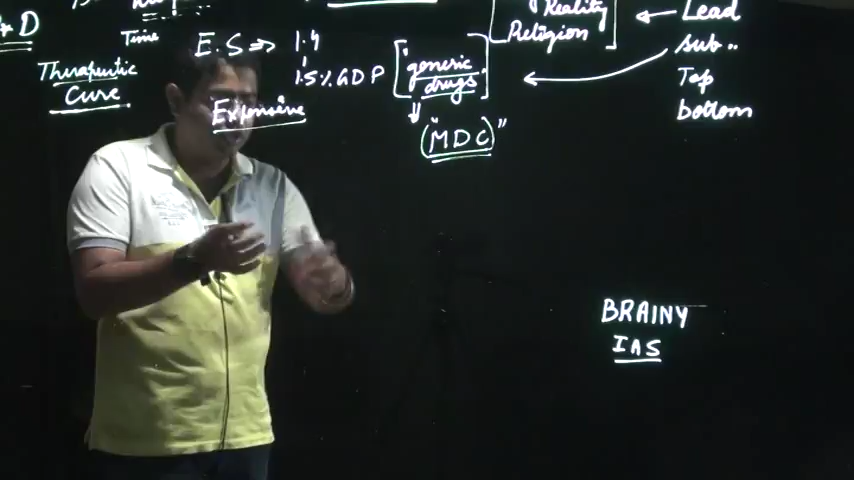 Reality
Religion
Lead
sub..
Top
bottom
D
Time
Therapeutic
Cure
E.S ⇒ 1.4
1.5% GDP
Expensive
["generic
drugs."]
("MDC)"
BRAINY
IAS